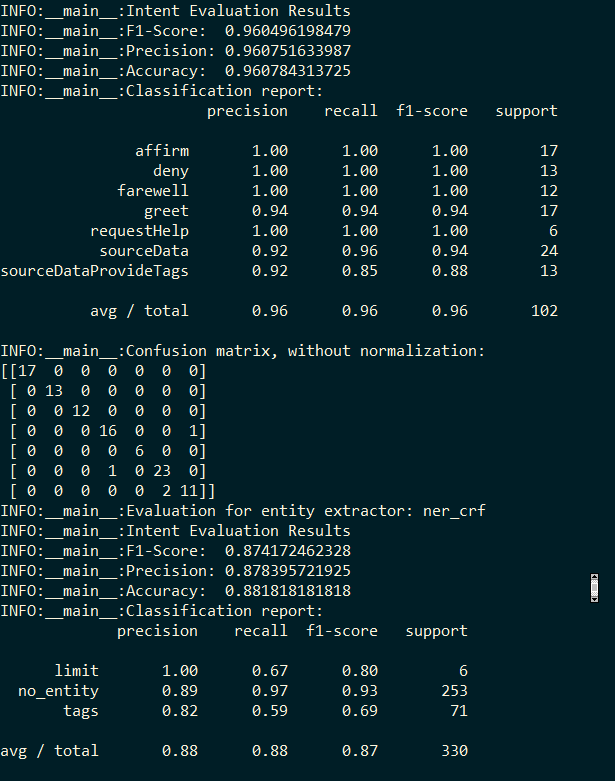 INFO:__main__:Intent Evaluation Results
INFO:__main__:F1-Score:  0.960496198479
INFO:__main__:Precision: 0.960751633987
INFO:__main__:Accuracy:  0.960784313725
INFO:__main__:Classification report:
                     precision    recall  f1-score   support

             affirm       1.00      1.00      1.00        17
               deny       1.00      1.00      1.00        13
           farewell       1.00      1.00      1.00        12
              greet       0.94      0.94      0.94        17
        requestHelp       1.00      1.00      1.00         6
         sourceData       0.92      0.96      0.94        24
sourceDataProvideTags       0.92      0.85      0.88        13

        avg / total       0.96      0.96      0.96       102

INFO:__main__:Confusion matrix, without normalization:
[[17  0  0  0  0  0  0]
 [ 0 13  0  0  0  0  0]
 [ 0  0 12  0  0  0  0]
 [ 0  0  0 16  0  0  1]
 [ 0  0  0  0  6  0  0]
 [ 0  0  0  1  0 23  0]
 [ 0  0  0  0  0  2 11]]
INFO:__main__:Evaluation for entity extractor: ner_crf
INFO:__main__:Intent Evaluation Results
INFO:__main__:F1-Score:  0.874172462328
INFO:__main__:Precision: 0.878395721925
INFO:__main__:Accuracy:  0.881818181818
INFO:__main__:Classification report:
             precision    recall  f1-score   support

      limit       1.00      0.67      0.80         6
  no_entity       0.89      0.97      0.93       253
       tags       0.82      0.59      0.69        71

avg / total       0.88      0.88      0.87       330